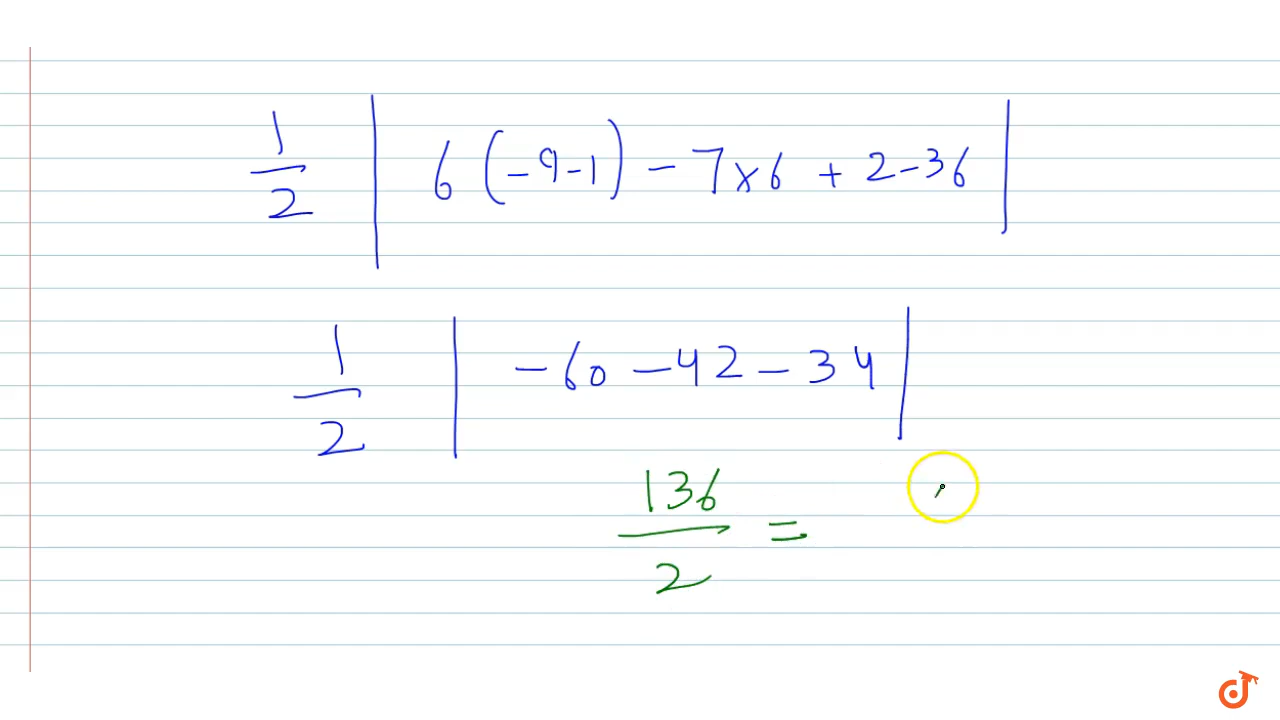 1/2 | 6 (-9-1) - 7×6 + 2-36 |
1/2 | -60 -42 - 34 |
136/2 =